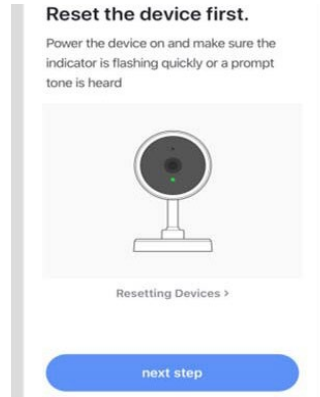 Reset the device first.
Power the device on and make sure the
indicator is flashing quickly or a prompt
tone is heard
Resetting Devices >
next step